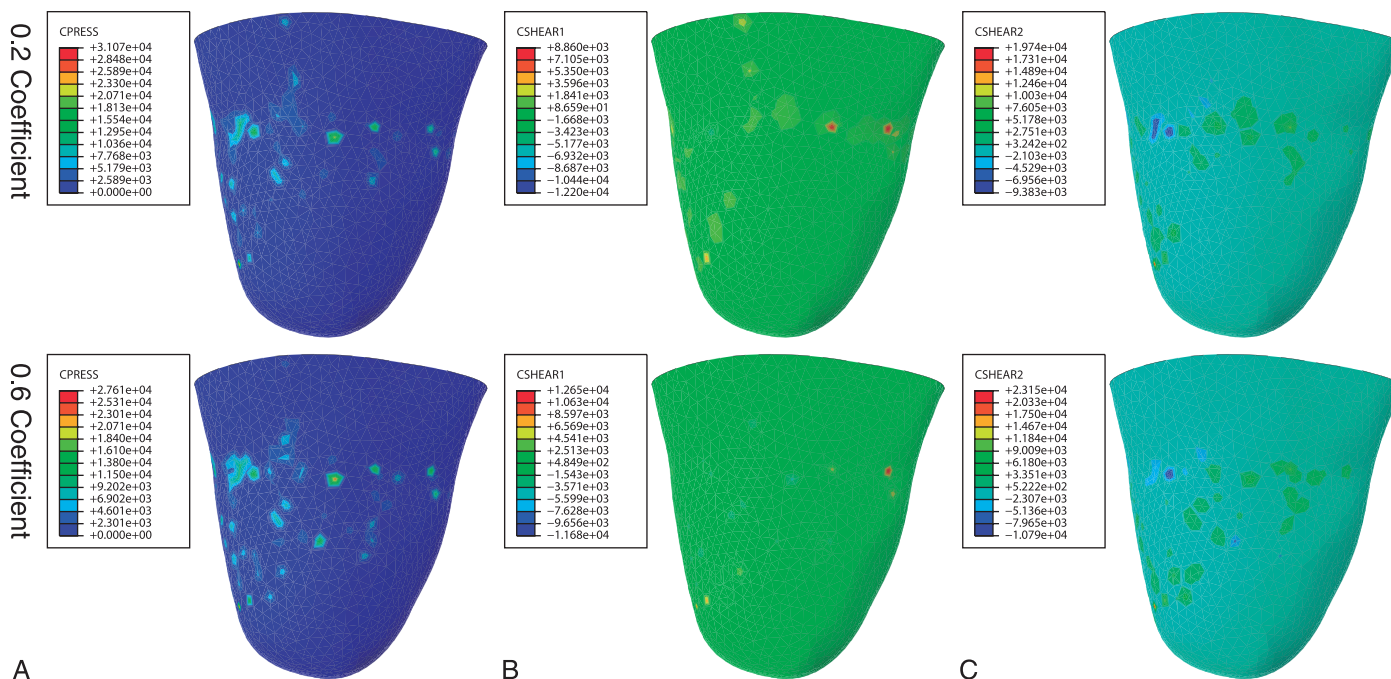 0.2 Coefficient
CPRESS
+3.107e+04
+2.848e+04
+2.589e+04
+2.330e+04
+2.071e+04
+1.813e+04
+1.554e+04
+1.295e+04
+1.036e+04
+7.768e+03
+5.179e+03
+2.589e+03
+0.000e+00
CSHEAR1
+8.860e+03
+7.105e+03
+5.350e+03
+3.596e+03
+1.841e+03
+8.659e+01
−1.668e+03
−3.423e+03
−5.177e+03
−6.932e+03
−8.687e+03
−1.044e+04
−1.220e+04
CSHEAR2
+1.974e+04
+1.731e+04
+1.489e+04
+1.246e+04
+1.003e+04
+7.605e+03
+5.178e+03
+2.751e+03
+3.242e+02
−2.103e+03
−4.529e+03
−6.956e+03
−9.383e+03
0.6 Coefficient
CPRESS
+2.761e+04
+2.531e+04
+2.301e+04
+2.071e+04
+1.840e+04
+1.610e+04
+1.380e+04
+1.150e+04
+9.202e+03
+6.902e+03
+4.601e+03
+2.301e+03
+0.000e+00
CSHEAR1
+1.265e+04
+1.063e+04
+8.597e+03
+6.569e+03
+4.541e+03
+2.513e+03
+4.849e+02
−1.543e+03
−3.571e+03
−5.599e+03
−7.628e+03
−9.656e+03
−1.168e+04
CSHEAR2
+2.315e+04
+2.033e+04
+1.750e+04
+1.467e+04
+1.184e+04
+9.009e+03
+6.180e+03
+3.351e+03
+5.222e+02
−2.307e+03
−5.136e+03
−7.965e+03
−1.079e+04
A
B
C